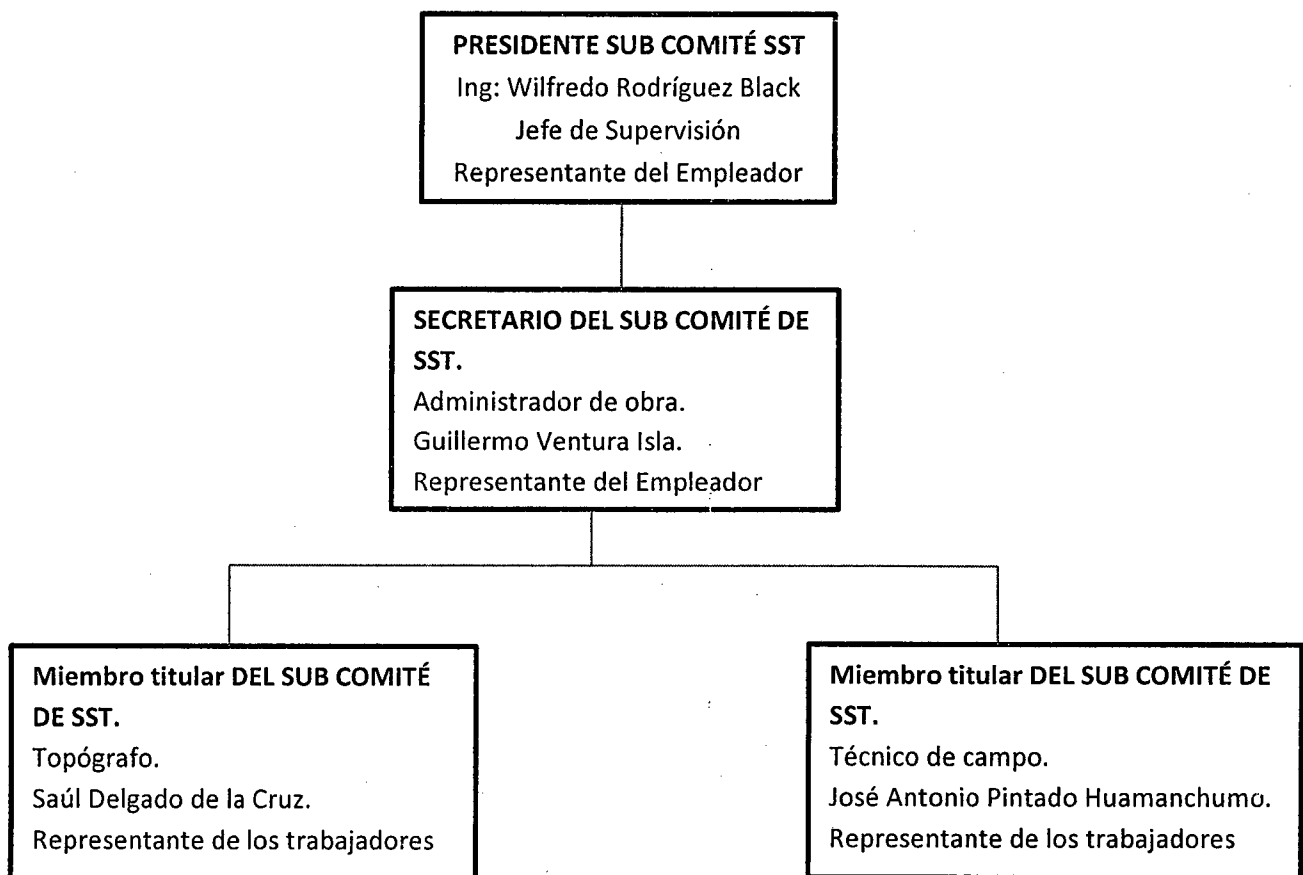 PRESIDENTE SUB COMITÉ SST
Ing: Wilfredo Rodríguez Black
Jefe de Supervisión
Representante del Empleador
SECRETARIO DEL SUB COMITÉ DE
SST.
Administrador de obra.
Guillermo Ventura Isla.
Representante del Empleador
Miembro titular DEL SUB COMITÉ
DE SST.
Topógrafo.
Saúl Delgado de la Cruz.
Representante de los trabajadores
Miembro titular DEL SUB COMITÉ DE
SST.
Técnico de campo.
José Antonio Pintado Huamanchumo.
Representante de los trabajadores